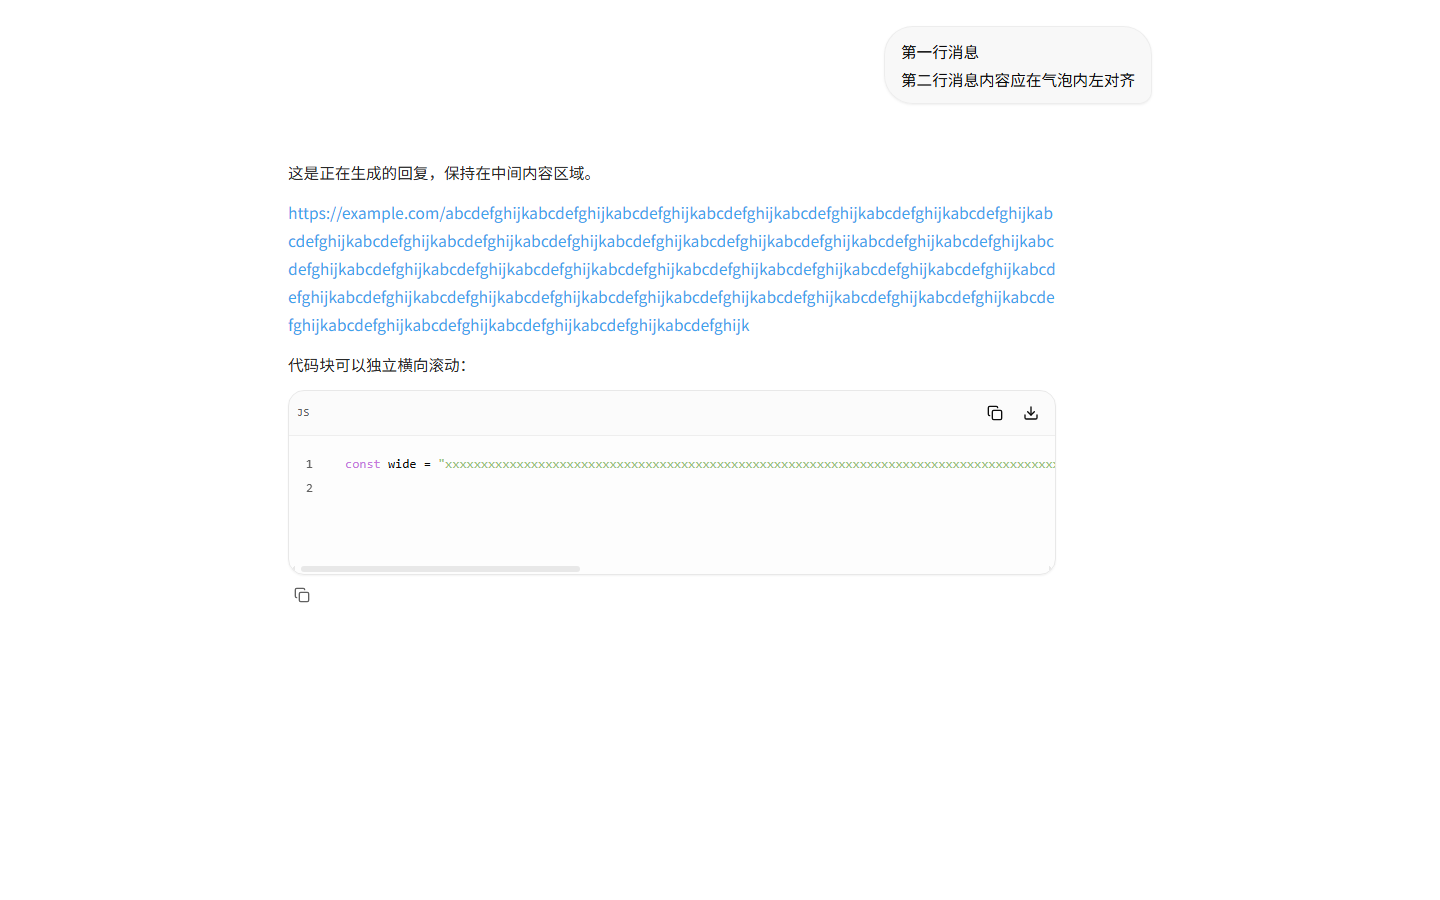 第一行消息
第二行消息内容应在气泡内左对齐
这是正在生成的回复，保持在中间内容区域。
https://example.com/abcdefghijkabcdefghijkabcdefghijkabcdefghijkabcdefghijkabcdefghijkabcdefghijkab
cdefghijkabcdefghijkabcdefghijkabcdefghijkabcdefghijkabcdefghijkabcdefghijkabcdefghijkabcdefghijkabc
defghijkabcdefghijkabcdefghijkabcdefghijkabcdefghijkabcdefghijkabcdefghijkabcdefghijkabcdefghijkabcd
efghijkabcdefghijkabcdefghijkabcdefghijkabcdefghijkabcdefghijkabcdefghijkabcdefghijkabcdefghijkabcde
fghijkabcdefghijkabcdefghijkabcdefghijkabcdefghijkabcdefghijk
代码块可以独立横向滚动：
JS
1 const wide = "xxxxxxxxxxxxxxxxxxxxxxxxxxxxxxxxxxxxxxxxxxxxxxxxxxxxxxxxxxxxxxxxxxxxxxxxxxxxxxxxxxxxxx
2